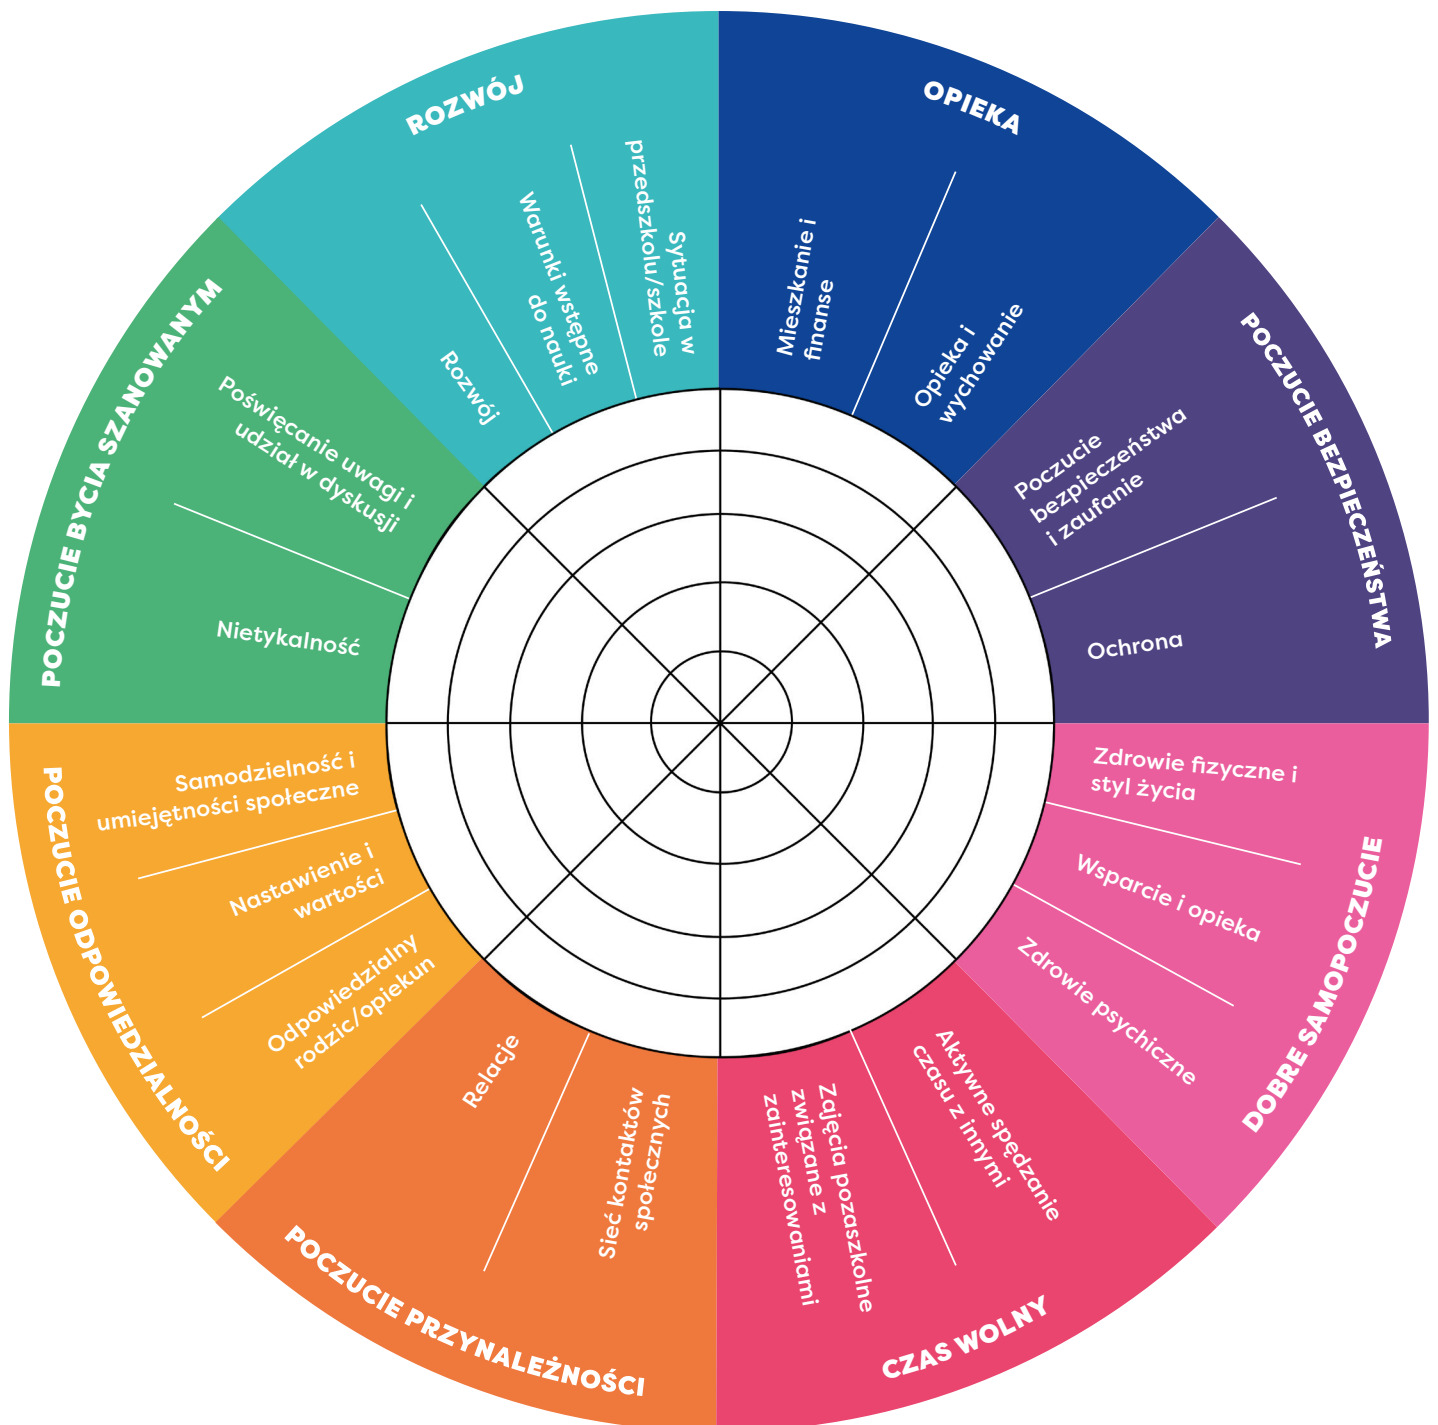 OPIEKA
Mieszkanie i
finanse
Opieka i
wychowanie
POCZUCIE BEZPIECZEŃSTWA
Poczucie
bezpieczeństwa
i zaufanie
Ochrona
DOBRE SAMOPOCZUCIE
Zdrowie fizyczne i
styl życia
Wsparcie i opieka
Zdrowie psychiczne
CZAS WOLNY
Aktywne spędzanie
czasu z innymi
Zajęcia pozaszkolne
związane z
zainteresowaniami
POCZUCIE PRZYNALEŻNOŚCI
Sieć kontaktów
społecznych
Relacje
POCZUCIE ODPOWIEDZIALNOŚCI
Odpowiedzialny
rodzic/opiekun
Nastawienie i
wartości
Samodzielność i
umiejętności społeczne
POCZUCIE BYCIA SZANOWANYM
Nietykalność
Poświęcanie uwagi i
udział w dyskusji
ROZWÓJ
Rozwój
Warunki wstępne
do nauki
Sytuacja w
przedszkolu/szkole